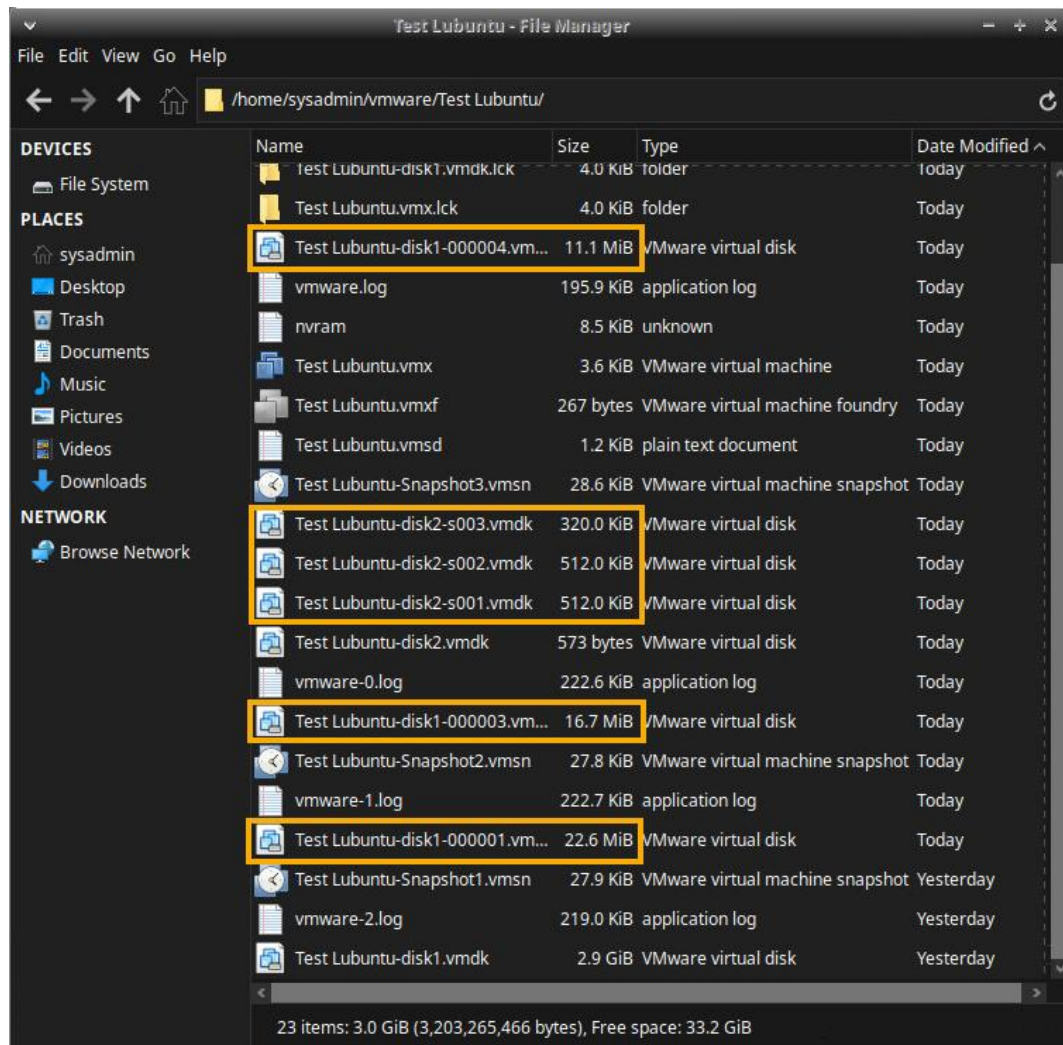 Test Lubuntu - File Manager
File Edit View Go Help
/home/sysadmin/vmware/Test Lubuntu/
DEVICES
File System
PLACES
sysadmin
Desktop
Trash
Documents
Music
Pictures
Videos
Downloads
NETWORK
Browse Network
Name Size Type Date Modified
Test Lubuntu-disk1.vmdk.lck 4.0 KiB folder Today
Test Lubuntu.vmx.lck 4.0 KiB folder Today
Test Lubuntu-disk1-000004.vm... 11.1 MiB VMware virtual disk Today
vmware.log 195.9 KiB application log Today
nvram 8.5 KiB unknown Today
Test Lubuntu.vmx 3.6 KiB VMware virtual machine Today
Test Lubuntu.vmxf 267 bytes VMware virtual machine foundry Today
Test Lubuntu.vmsd 1.2 KiB plain text document Today
Test Lubuntu-Snapshot3.vmsn 28.6 KiB VMware virtual machine snapshot Today
Test Lubuntu-disk2-s003.vmdk 320.0 KiB VMware virtual disk Today
Test Lubuntu-disk2-s002.vmdk 512.0 KiB VMware virtual disk Today
Test Lubuntu-disk2-s001.vmdk 512.0 KiB VMware virtual disk Today
Test Lubuntu-disk2.vmdk 573 bytes VMware virtual disk Today
vmware-0.log 222.6 KiB application log Today
Test Lubuntu-disk1-000003.vm... 16.7 MiB VMware virtual disk Today
Test Lubuntu-Snapshot2.vmsn 27.8 KiB VMware virtual machine snapshot Today
vmware-1.log 222.7 KiB application log Today
Test Lubuntu-disk1-000001.vm... 22.6 MiB VMware virtual disk Today
Test Lubuntu-Snapshot1.vmsn 27.9 KiB VMware virtual machine snapshot Yesterday
vmware-2.log 219.0 KiB application log Yesterday
Test Lubuntu-disk1.vmdk 2.9 GiB VMware virtual disk Yesterday
23 items: 3.0 GiB (3,203,265,466 bytes), Free space: 33.2 GiB